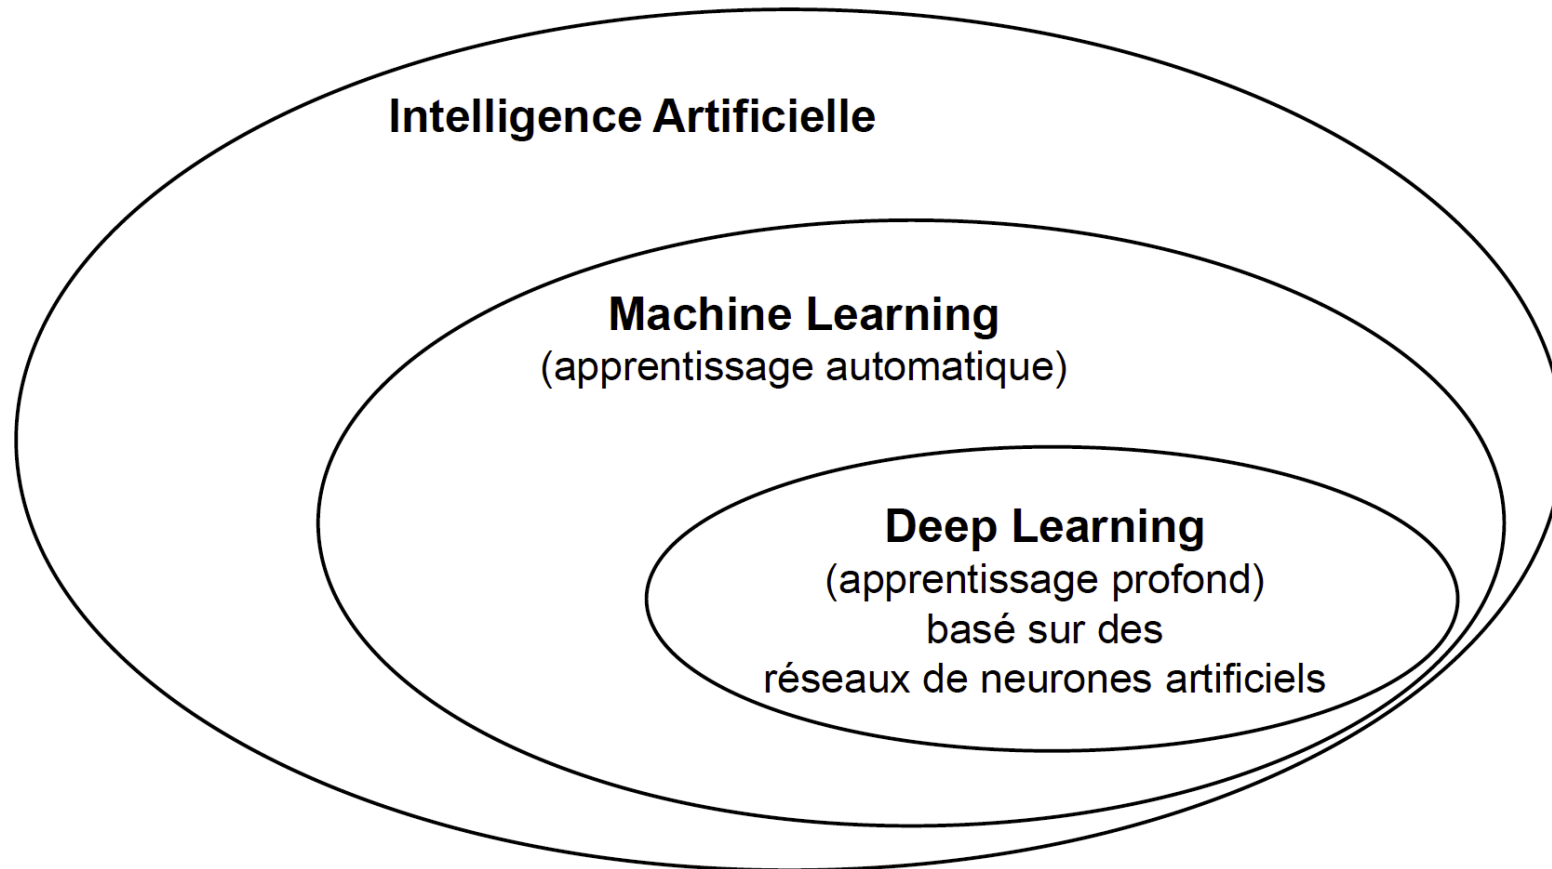 Intelligence Artificielle
Machine Learning
(apprentissage automatique)
Deep Learning
(apprentissage profond)
basé sur des
réseaux de neurones artificiels